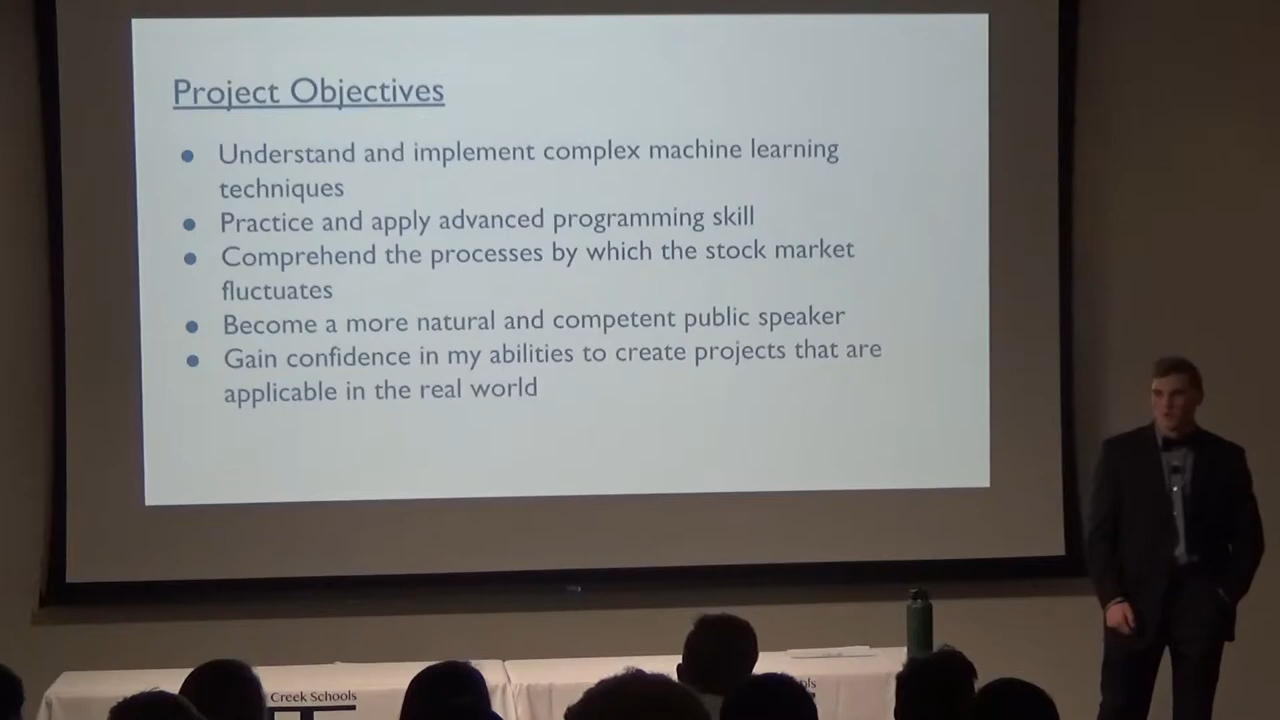 Project Objectives
● Understand and implement complex machine learning
techniques
● Practice and apply advanced programming skill
● Comprehend the processes by which the stock market
fluctuates
● Become a more natural and competent public speaker
● Gain confidence in my abilities to create projects that are
applicable in the real world
Creek Schools